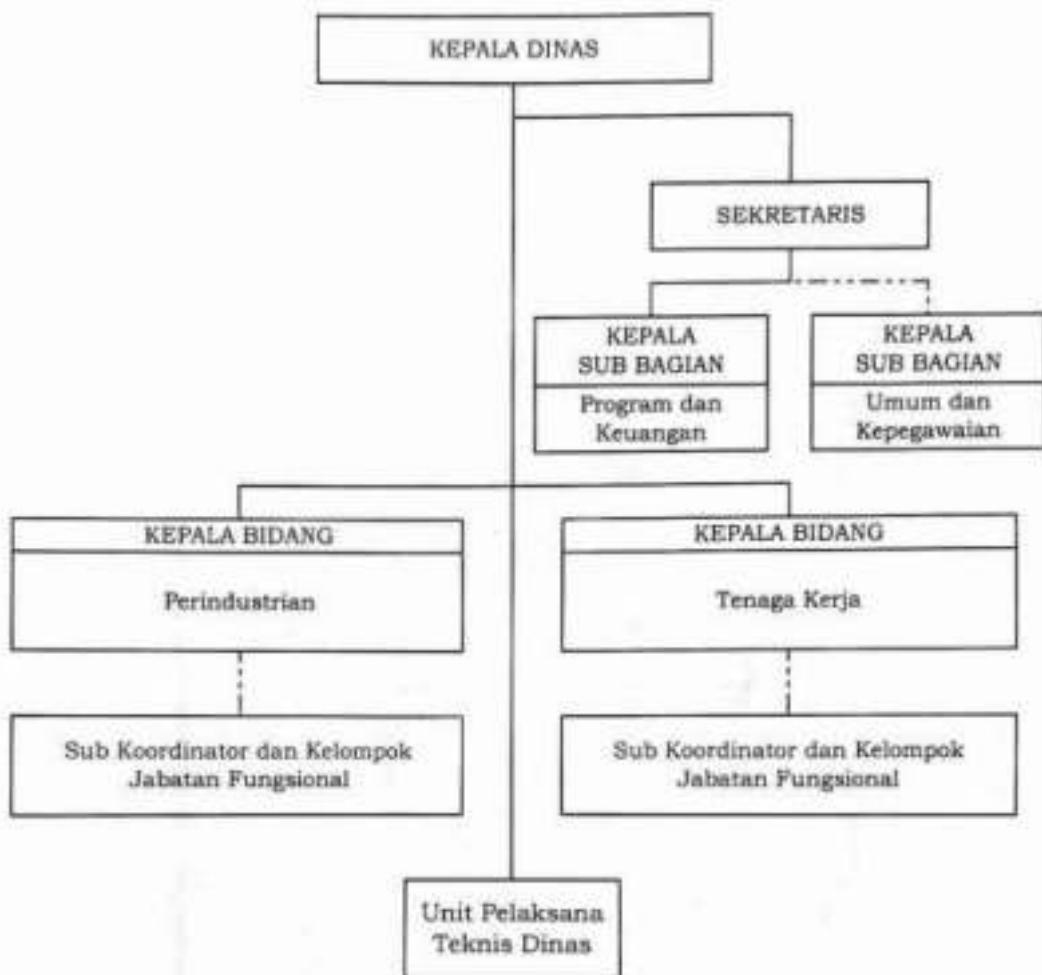 KEPALA DINAS
SEKRETARIS
KEPALA
SUB BAGIAN
Program dan
Keuangan
KEPALA
SUB BAGIAN
Umum dan
Kepegawaian
KEPALA BIDANG
Perindustrian
KEPALA BIDANG
Tenaga Kerja
Sub Koordinator dan Kelompok
Jabatan Fungsional
Sub Koordinator dan Kelompok
Jabatan Fungsional
Unit Pelaksana
Teknis Dinas